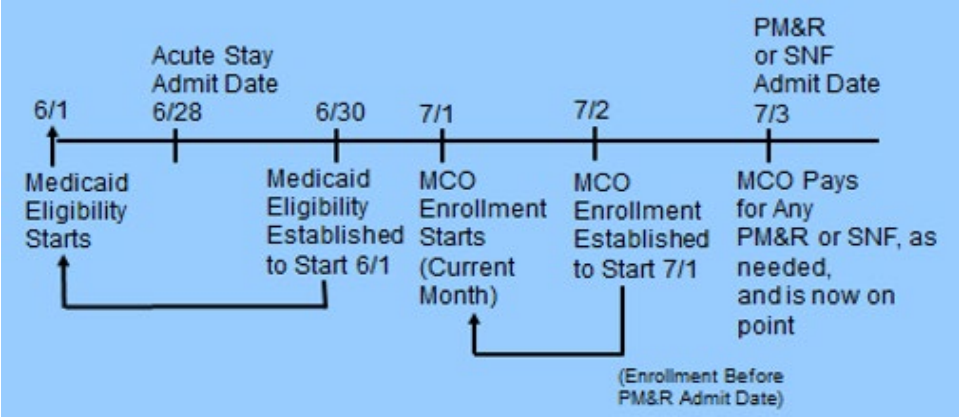 PM&R
or SNF
Admit Date
7/3
Acute Stay
Admit Date
6/28
6/1
6/30
7/1
7/2
Medicaid
Eligibility
Starts
Medicaid
Eligibility
Established
to Start 6/1
MCO
Enrollment
Starts
(Current
Month)
MCO
Enrollment
Established
to Start 7/1
MCO Pays
for Any
PM&R or SNF, as
needed,
and is now on
point
(Enrollment Before
PM&R Admit Date)